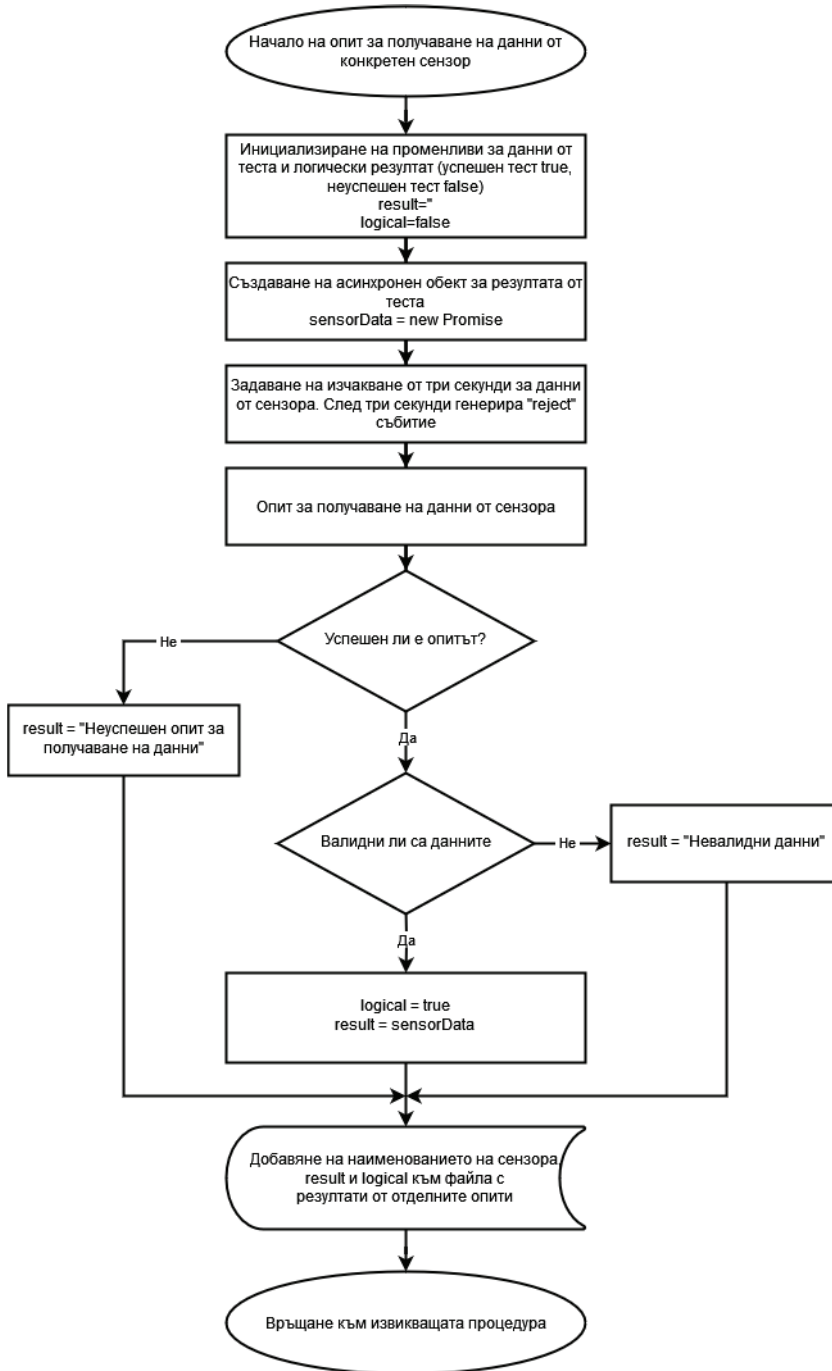 Начало на опит за получаване на данни от
конкретен сензор
Инициализиране на променливи за данни от
теста и логически резултат (успешен тест true,
неуспешен тест false)
result=''
logical=false
Създаване на асинхронен обект за резултата от
теста
sensorData = new Promise
Задаване на изчакване от три секунди за данни
от сензора. След три секунди генерира "reject"
събитие
Опит за получаване на данни от сензора
Успешен ли е опитът?
Не
result = "Неуспешен опит за
получаване на данни"
Да
Валидни ли са данните
Не
result = "Невалидни данни"
Да
logical = true
result = sensorData
Добавяне на наименованието на сензора,
result и logical към файла с
резултати от отделните опити
Връщане към извикващата процедура